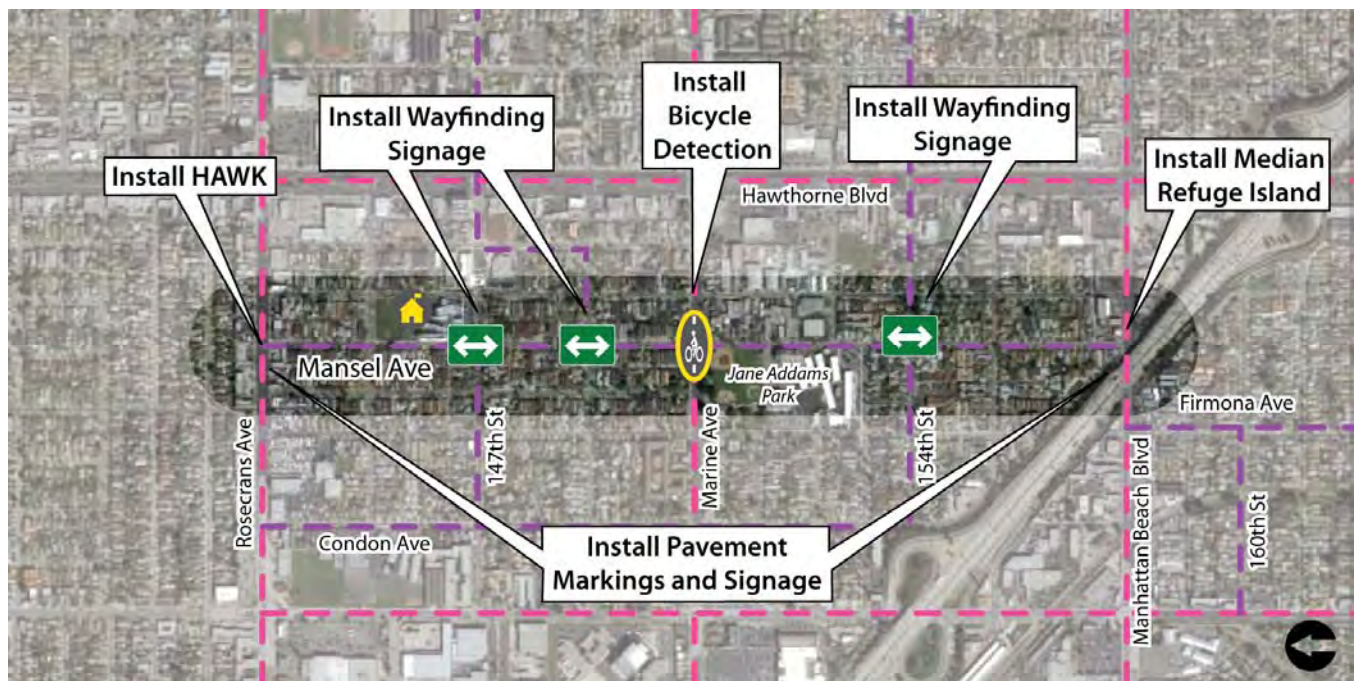 Install Wayfinding
Signage
Install
Bicycle
Detection
Install Wayfinding
Signage
Install HAWK
Install Median
Refuge Island
Hawthorne Blvd
Mansel Ave
Jane Addams
Park
Firmona Ave
Rosecrans Ave
147th St
Marine Ave
154th St
Manhattan Beach Blvd
160th St
Condon Ave
Install Pavement
Markings and Signage